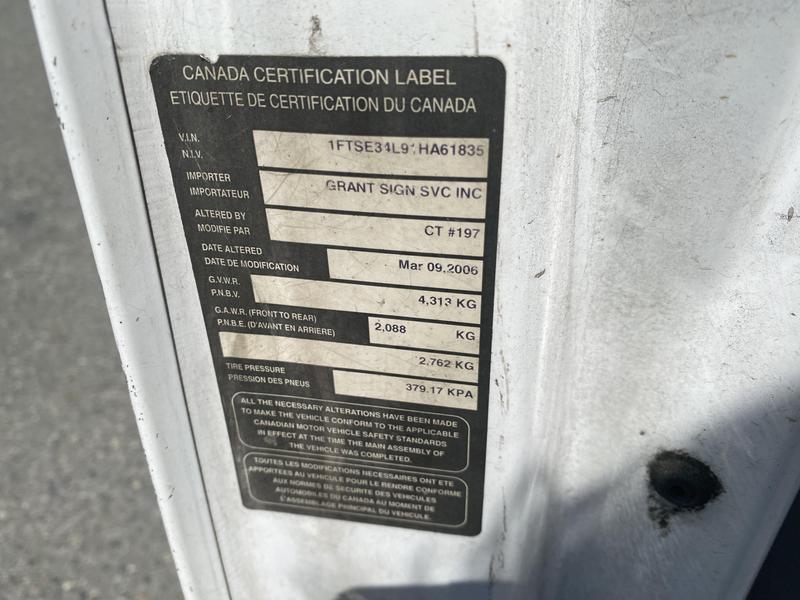 CANADA CERTIFICATION LABEL
ETIQUETTE DE CERTIFICATION DU CANADA
V.I.N.
N.I.V.
HA61835
IMPORTER
IMPORTATEUR
GRANT SIGN SVC INC
ALTERED BY
MODIFIE PAR
CT #197
DATE ALTERED
DATE DE MODIFICATION
Mar 09.2006
G.V.W.R.
P.N.B.V.
4,313 KG
G.A.W.R. (FRONT TO REAR)
P.N.B.E. (D'AVANT EN ARRIERE)
2,088 KG
2,762 KG
TIRE PRESSURE
PRESSION DES PNEUS
379.17 KPA
ALL THE NECESSARY ALTERATIONS HAVE BEEN MADE
TO MAKE THE VEHICLE CONFORM TO THE APPLICABLE
CANADIAN MOTOR VEHICLE SAFETY STANDARDS
IN EFFECT AT THE TIME THE MAIN ASSEMBLY OF
THE VEHICLE WAS COMPLETED.
TOUTES LES MODIFICATIONS NECESSAIRES ONT ETE
APPORTEES AU VEHICULE POUR LE RENDRE CONFORME
AUX NORMES DE SECURITE DES VEHICULES
AUTOMOBILES DU CANADA AU MOMENT DE
L'ASSEMBLAGE PRINCIPAL DU VEHICULE.